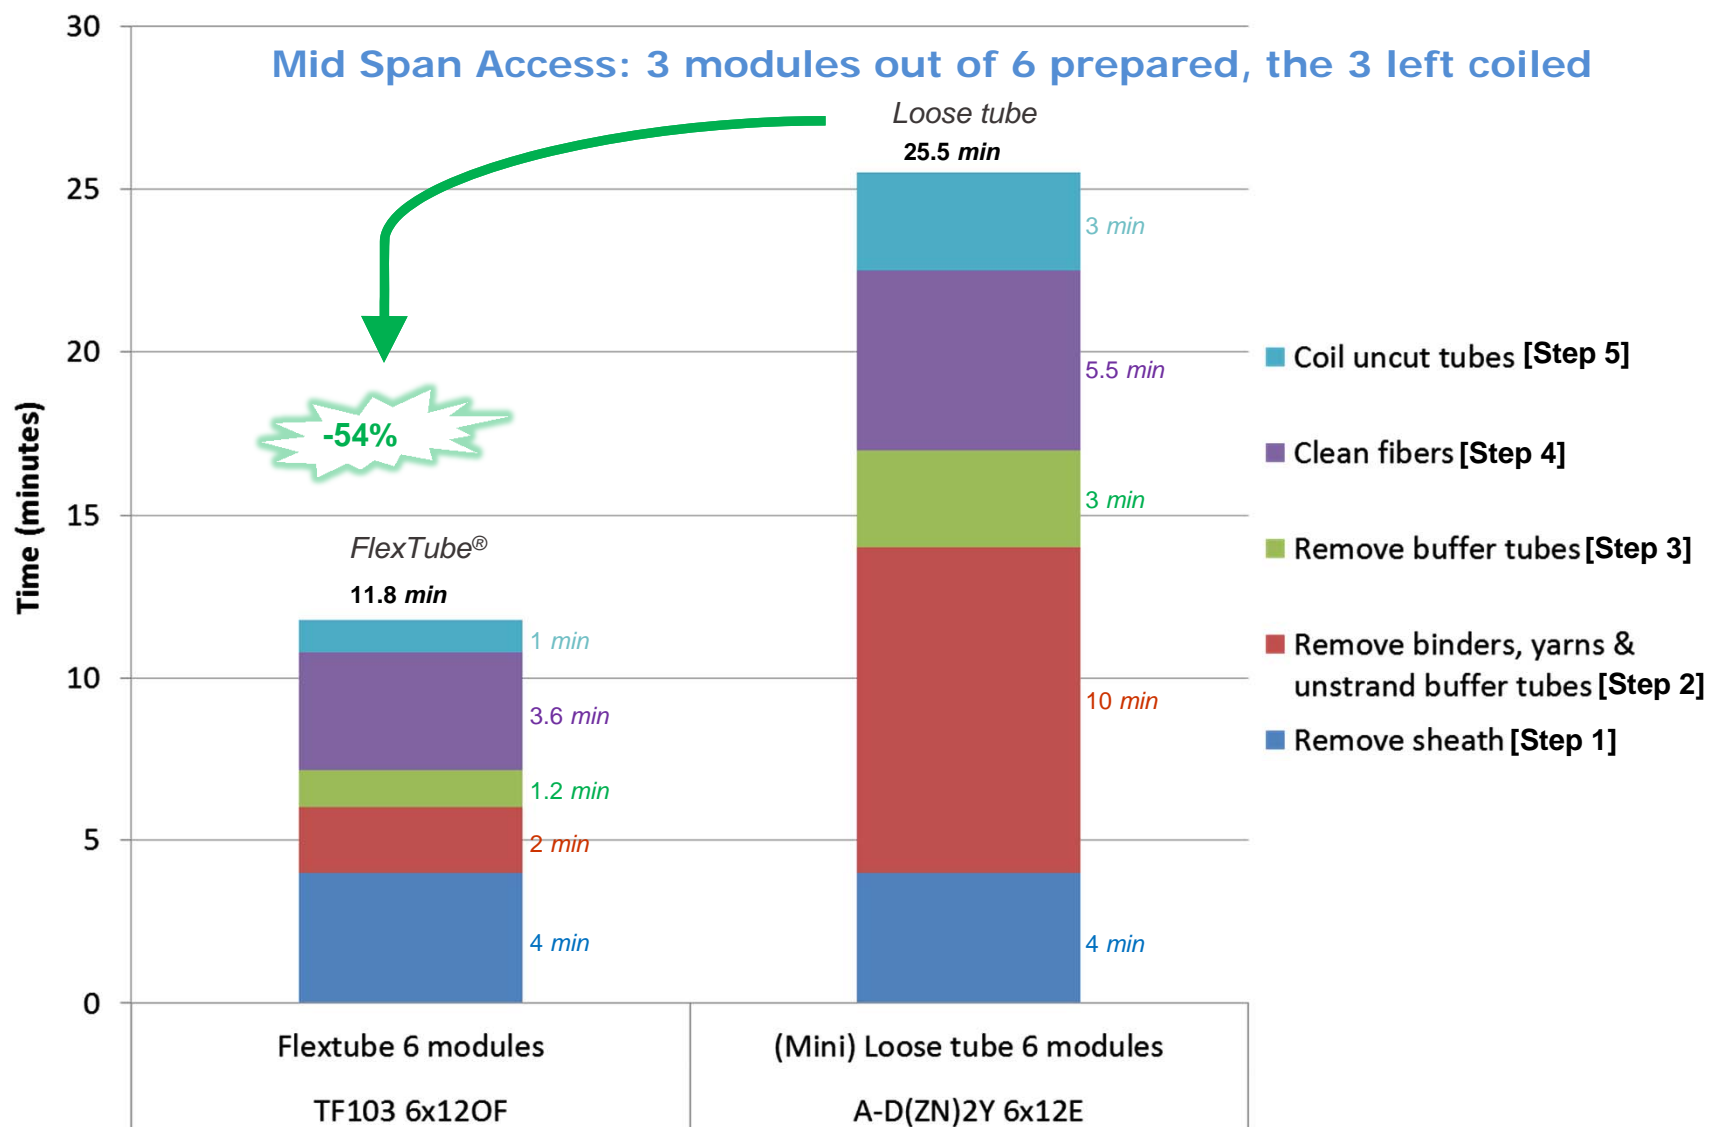 Mid Span Access: 3 modules out of 6 prepared, the 3 left coiled
Time (minutes)
30
25
20
15
10
5
0
Loose tube
25.5 min
3 min
5.5 min
3 min
10 min
4 min
-54%
FlexTube®
11.8 min
1 min
3.6 min
1.2 min
2 min
4 min
Coil uncut tubes [Step 5]
Clean fibers [Step 4]
Remove buffer tubes [Step 3]
Remove binders, yarns &
unstrand buffer tubes [Step 2]
Remove sheath [Step 1]
Flextube 6 modules
TF103 6x12OF
(Mini) Loose tube 6 modules
A-D(ZN)2Y 6x12E